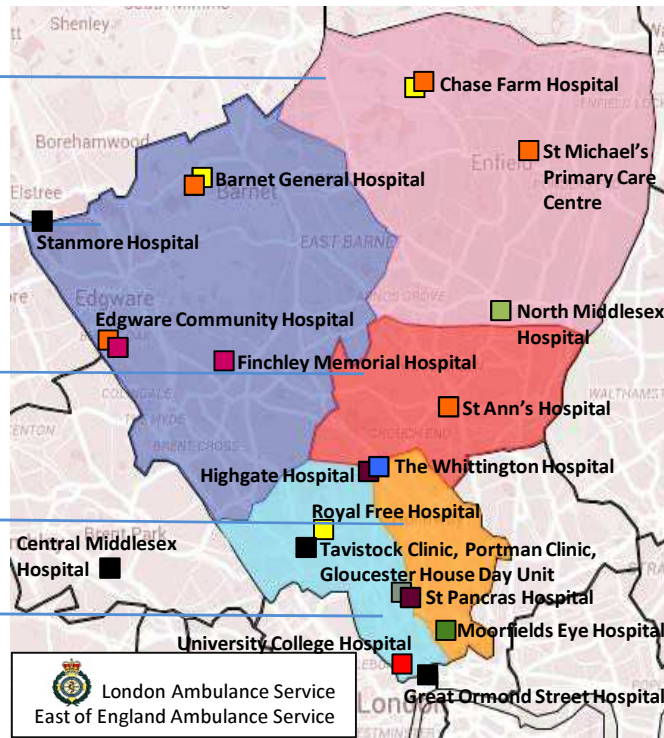 Shenley
Chase Farm Hospital
ENFIELD LOCK
Borehamwood
Enfield
St Michael's
Primary Care
Centre
Elstree
Barnet General Hospital
Barnet
Stanmore Hospital
EAST BARNET
Edgware
ARNOS GROVE
North Middlesex
Hospital
Edgware Community Hospital
Finchley Memorial Hospital
COLINDALE
WALTHAMST
THE HYDE
St Ann's Hospital
BRENT CROSS
CROUCH END
Highgate Hospital
The Whittington Hospital
Royal Free Hospital
Brent Park
Central Middlesex
Hospital
Tavistock Clinic, Portman Clinic,
Gloucester House Day Unit
St Pancras Hospital
Moorfields Eye Hospital
University College Hospital
Great Ormond Street Hospital
London
London Ambulance Service
East of England Ambulance Service